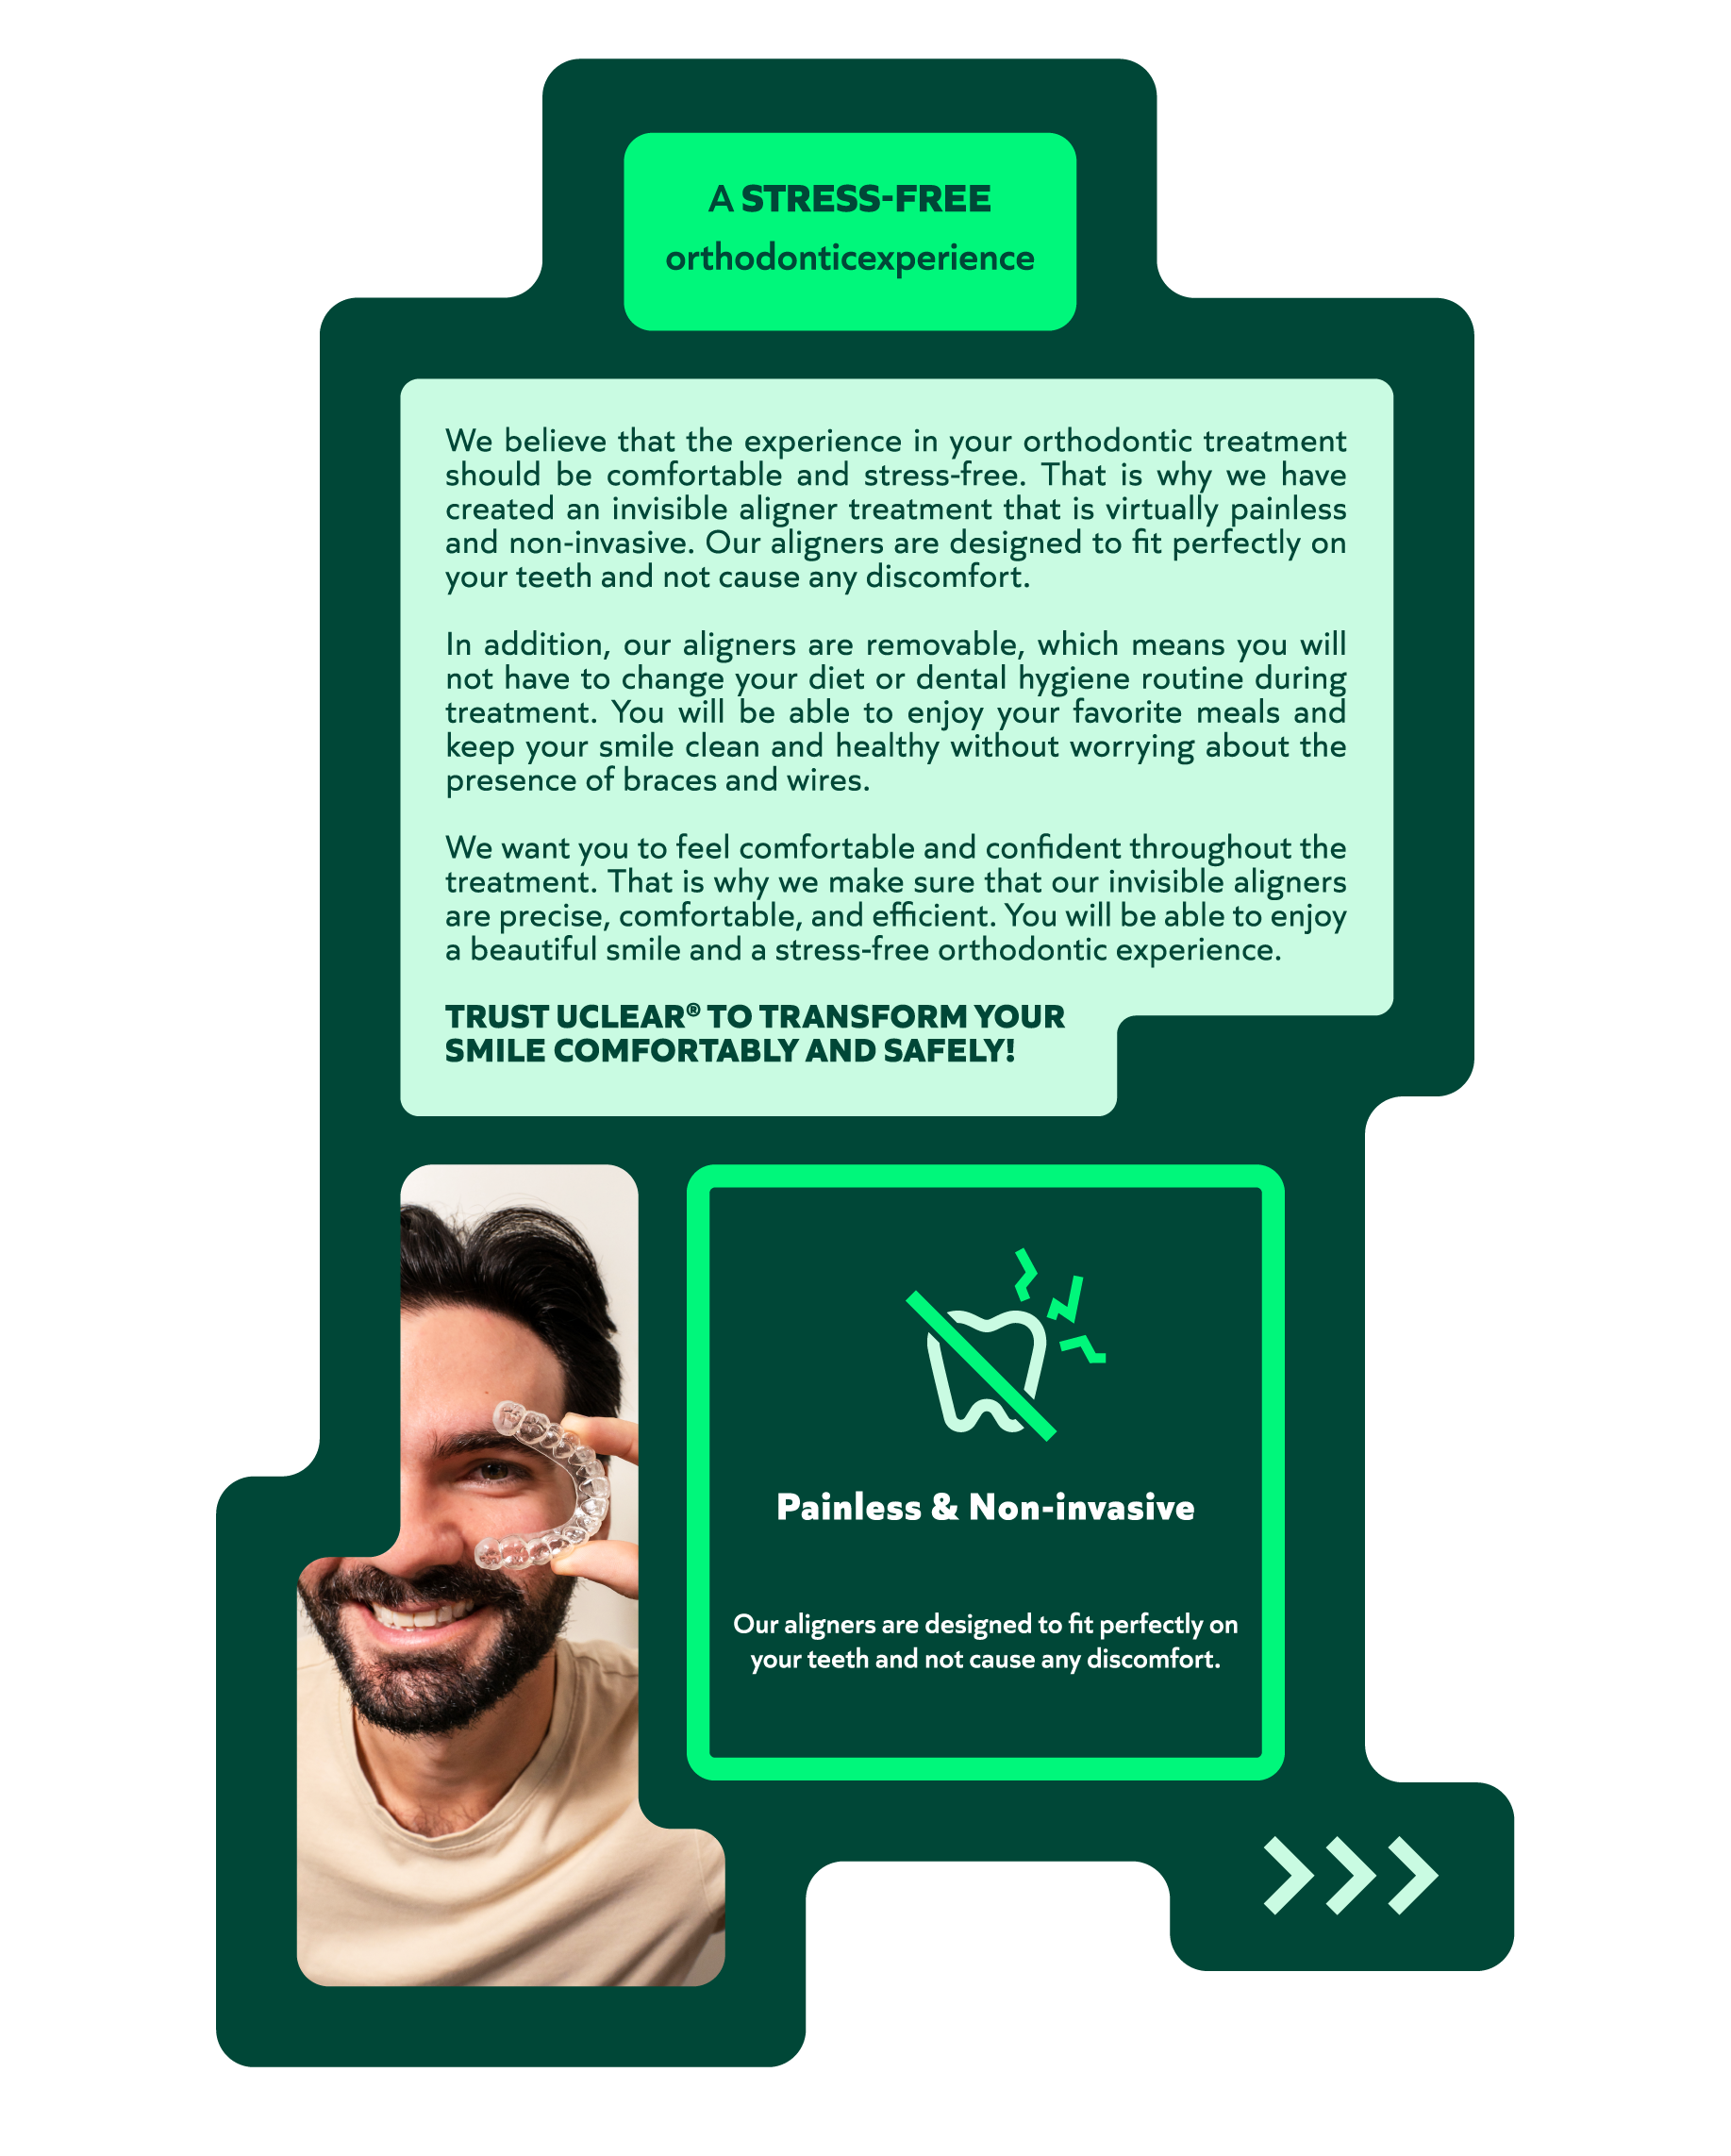 A STRESS-FREE
orthodonticexperience
We believe that the experience in your orthodontic treatment
should be comfortable and stress-free. That is why we have
created an invisible aligner treatment that is virtually painless
and non-invasive. Our aligners are designed to fit perfectly on
your teeth and not cause any discomfort.
In addition, our aligners are removable, which means you will
not have to change your diet or dental hygiene routine during
treatment. You will be able to enjoy your favorite meals and
keep your smile clean and healthy without worrying about the
presence of braces and wires.
We want you to feel comfortable and confident throughout the
treatment. That is why we make sure that our invisible aligners
are precise, comfortable, and efficient. You will be able to enjoy
a beautiful smile and a stress-free orthodontic experience.
TRUST UCLEAR® TO TRANSFORM YOUR
SMILE COMFORTABLY AND SAFELY!
Painless & Non-invasive
Our aligners are designed to fit perfectly on
your teeth and not cause any discomfort.